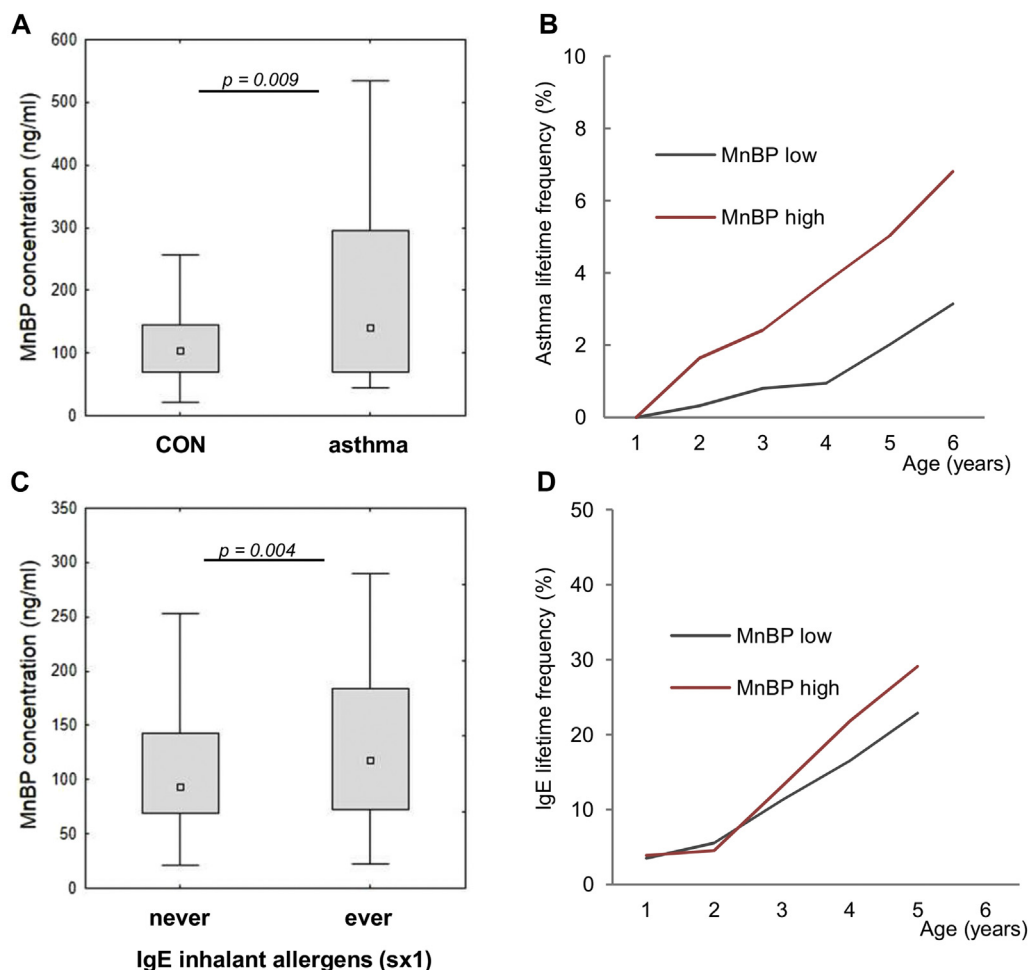 A
MnBP concentration (ng/ml)
600
500
400
300
200
100
0
p = 0.009
CON asthma
B
Asthma lifetime frequency (%)
10
8
6
4
2
0
MnBP low
MnBP high
1 2 3 4 5 6
Age (years)
C
MnBP concentration (ng/ml)
350
300
250
200
150
100
50
0
p = 0.004
never ever
IgE inhalant allergens (sx1)
D
IgE lifetime frequency (%)
50
40
30
20
10
0
MnBP low
MnBP high
1 2 3 4 5 6
Age (years)